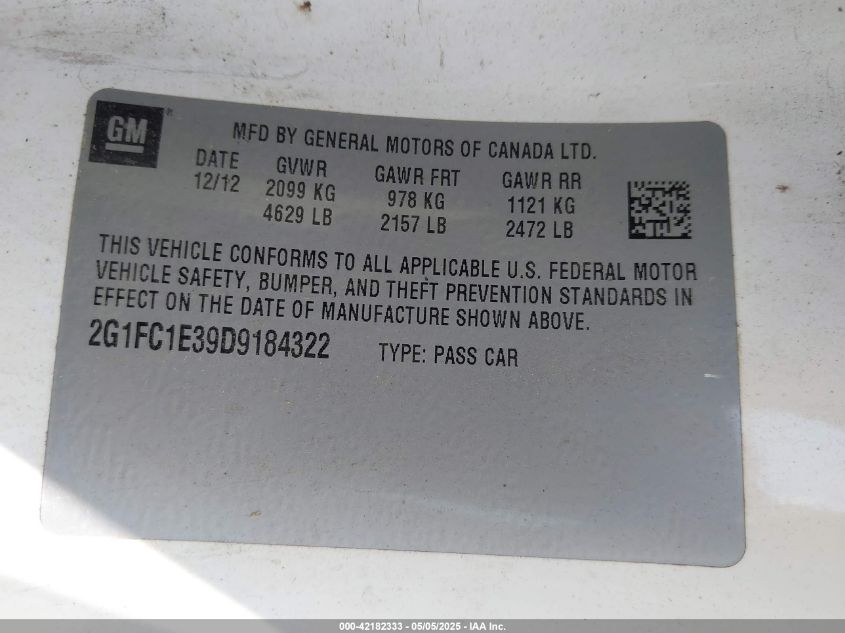 GM
MFD BY GENERAL MOTORS OF CANADA LTD.
DATE GVWR GAWR FRT GAWR RR
12/12 2099 KG 978 KG 1121 KG
4629 LB 2157 LB 2472 LB
THIS VEHICLE CONFORMS TO ALL APPLICABLE U.S. FEDERAL MOTOR
VEHICLE SAFETY, BUMPER, AND THEFT PREVENTION STANDARDS IN
EFFECT ON THE DATE OF MANUFACTURE SHOWN ABOVE.
2G1FC1E39D9184322 TYPE: PASS CAR
000-42182333 - 05/05/2025 - IAA Inc.